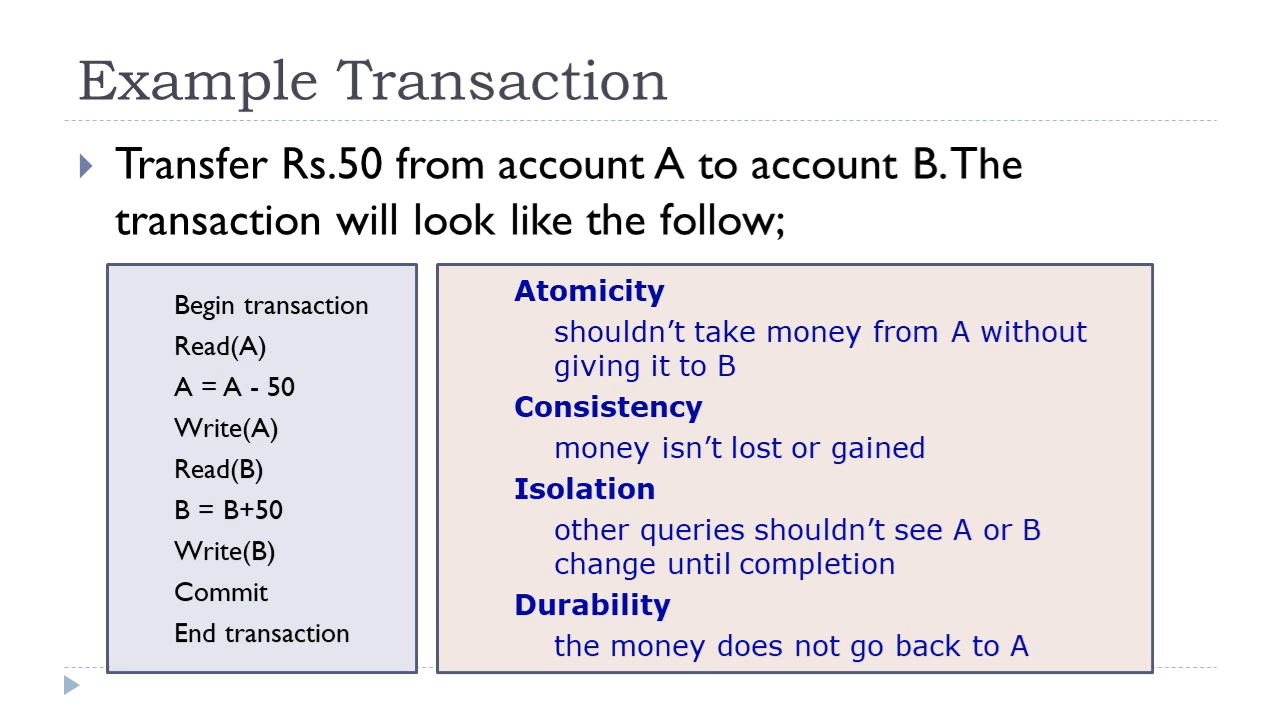 Example Transaction
Transfer Rs.50 from account A to account B. The
transaction will look like the follow;
Begin transaction
Read(A)
A = A - 50
Write(A)
Read(B)
B = B+50
Write(B)
Commit
End transaction
Atomicity
shouldn’t take money from A without
giving it to B
Consistency
money isn’t lost or gained
Isolation
other queries shouldn’t see A or B
change until completion
Durability
the money does not go back to A